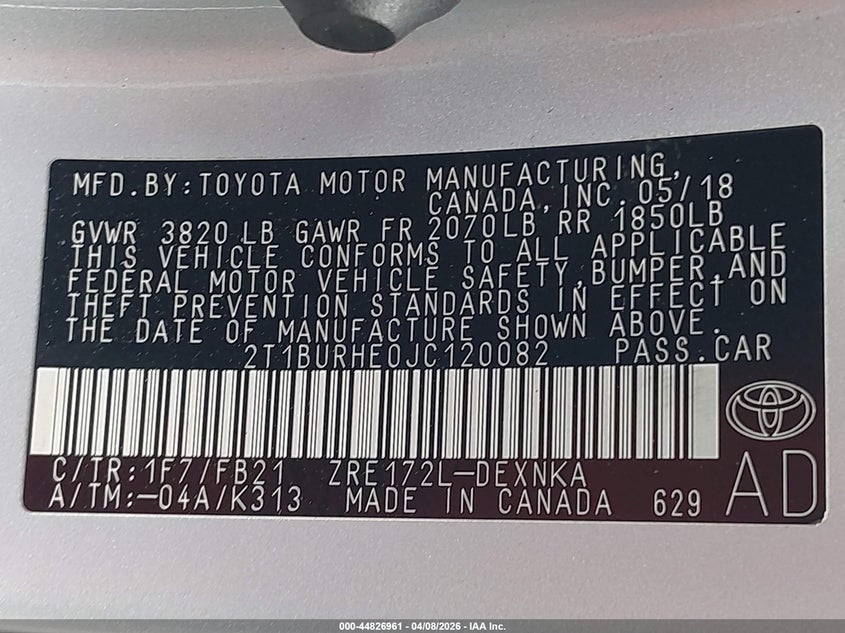 MFD.BY:TOYOTA MOTOR MANUFACTURING,
CANADA,INC. 05/18
GVWR 3820 LB GAWR FR 2070LB RR 1850LB
THIS VEHICLE CONFORMS TO ALL APPLICABLE
FEDERAL MOTOR VEHICLE SAFETY,BUMPER,AND
THEFT PREVENTION STANDARDS IN EFFECT ON
THE DATE OF MANUFACTURE SHOWN ABOVE.
2T1BURHE0JC120082 PASS.CAR
C/TR:1F7/FB21 ZRE172L-DEXNKA
A/TM:-04A/K313 MADE IN CANADA 629 AD
000-44826961 - 04/08/2026 - IAA Inc.